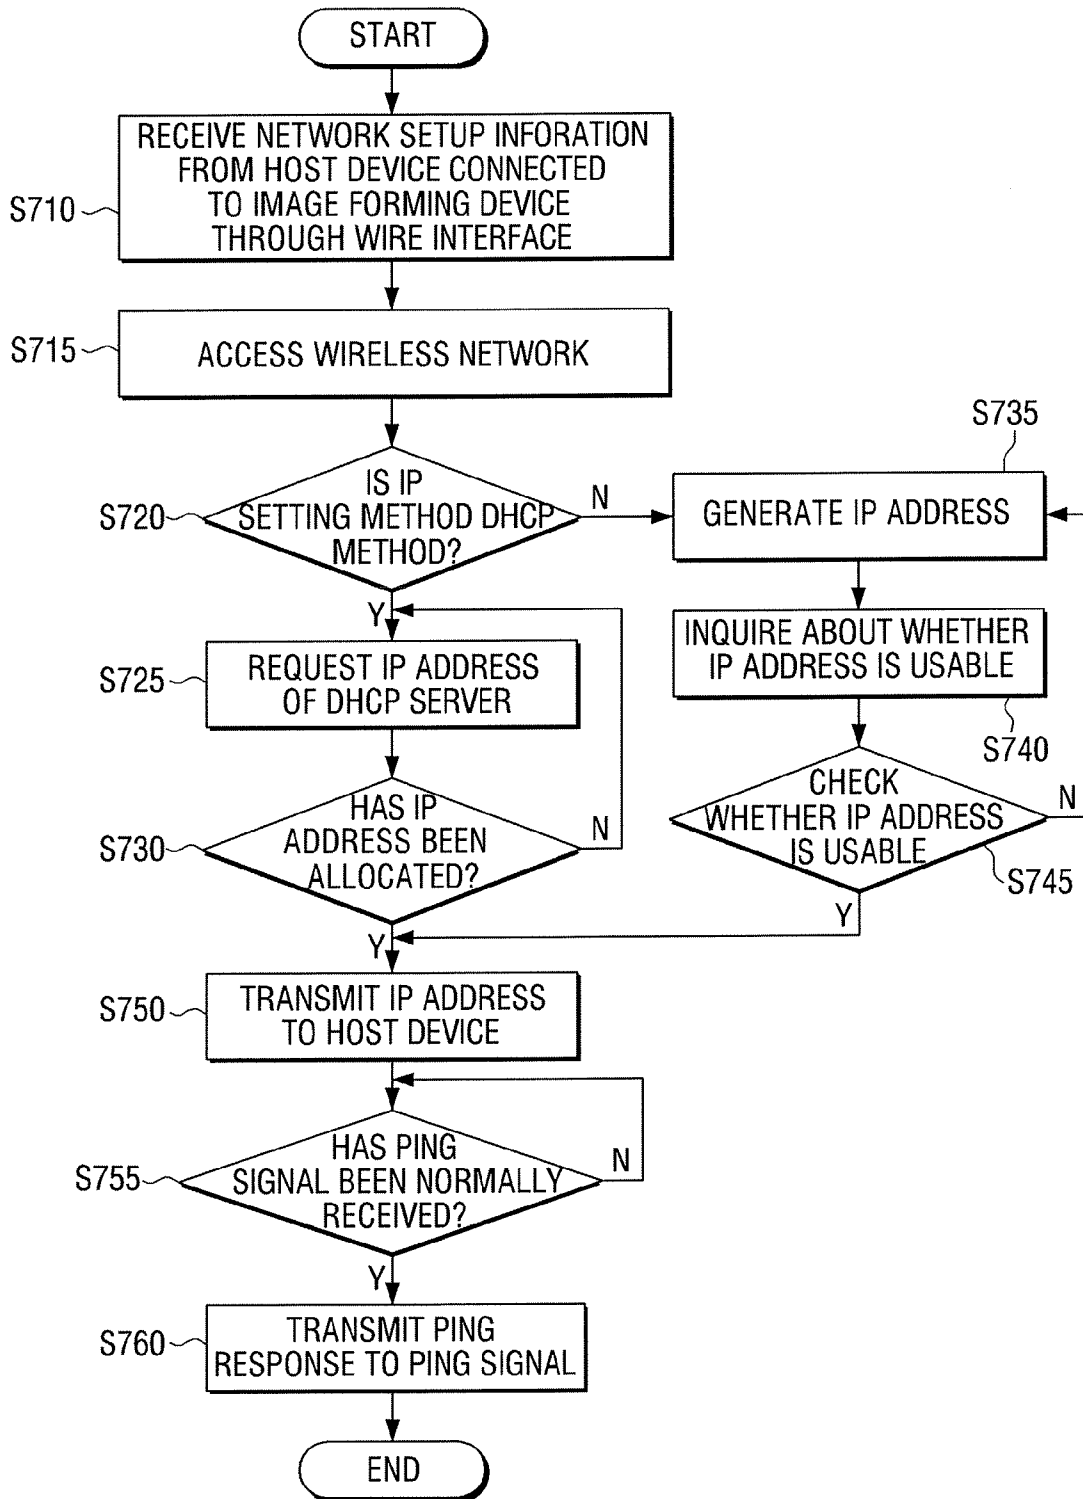 START
RECEIVE NETWORK SETUP INFORATION
FROM HOST DEVICE CONNECTED
TO IMAGE FORMING DEVICE
THROUGH WIRE INTERFACE
S710
ACCESS WIRELESS NETWORK
S715
IS IP
SETTING METHOD DHCP
METHOD?
S720
N
Y
S735
GENERATE IP ADDRESS
REQUEST IP ADDRESS
OF DHCP SERVER
S725
INQUIRE ABOUT WHETHER
IP ADDRESS IS USABLE
S740
HAS IP
ADDRESS BEEN
ALLOCATED?
S730
N
Y
CHECK
WHETHER IP ADDRESS
IS USABLE
N
S745
Y
TRANSMIT IP ADDRESS
TO HOST DEVICE
S750
HAS PING
SIGNAL BEEN NORMALLY
RECEIVED?
S755
N
Y
TRANSMIT PING
RESPONSE TO PING SIGNAL
S760
END